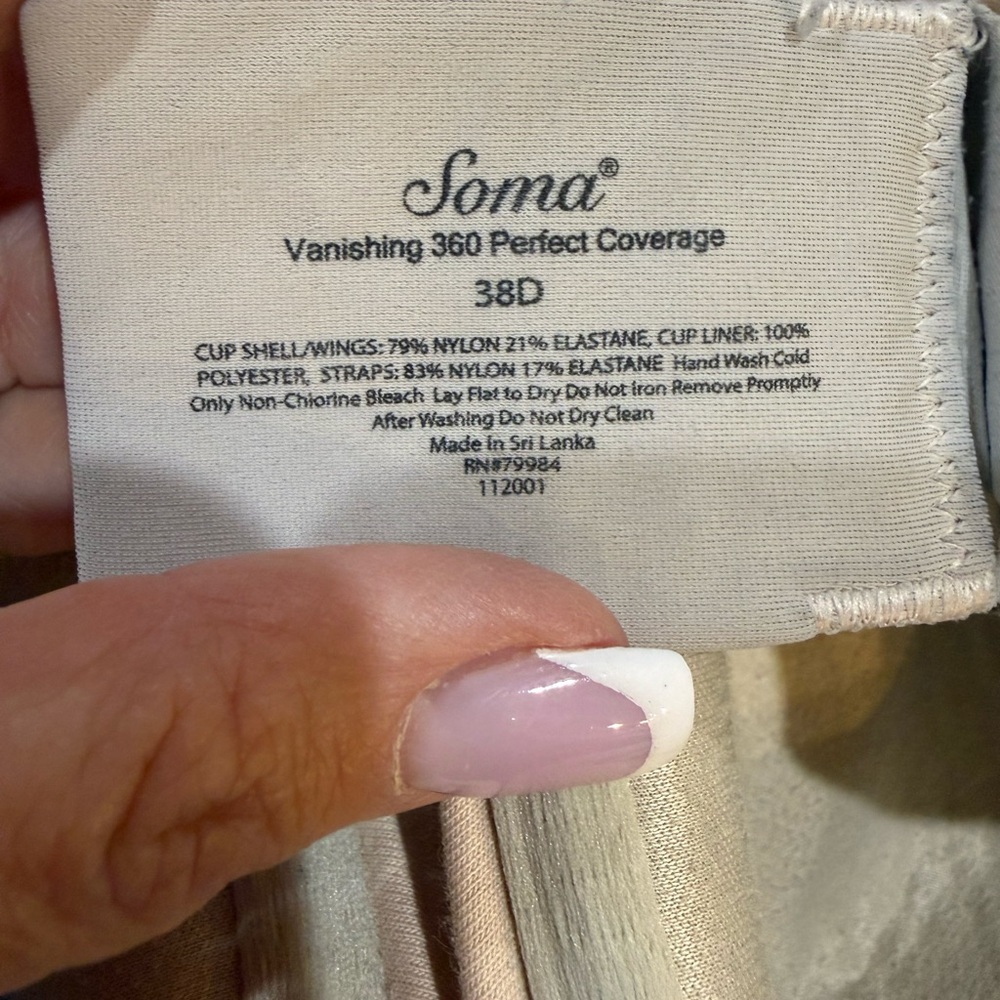 Soma®
Vanishing 360 Perfect Coverage
38D
CUP SHELL/WINGS: 79% NYLON 21% ELASTANE, CUP LINER: 100%
POLYESTER, STRAPS: 83% NYLON 17% ELASTANE Hand Wash Cold
Only Non-Chlorine Bleach Lay Flat to Dry Do Not Iron Remove Promptly
After Washing Do Not Dry Clean
Made In Sri Lanka
RN#79984
112001